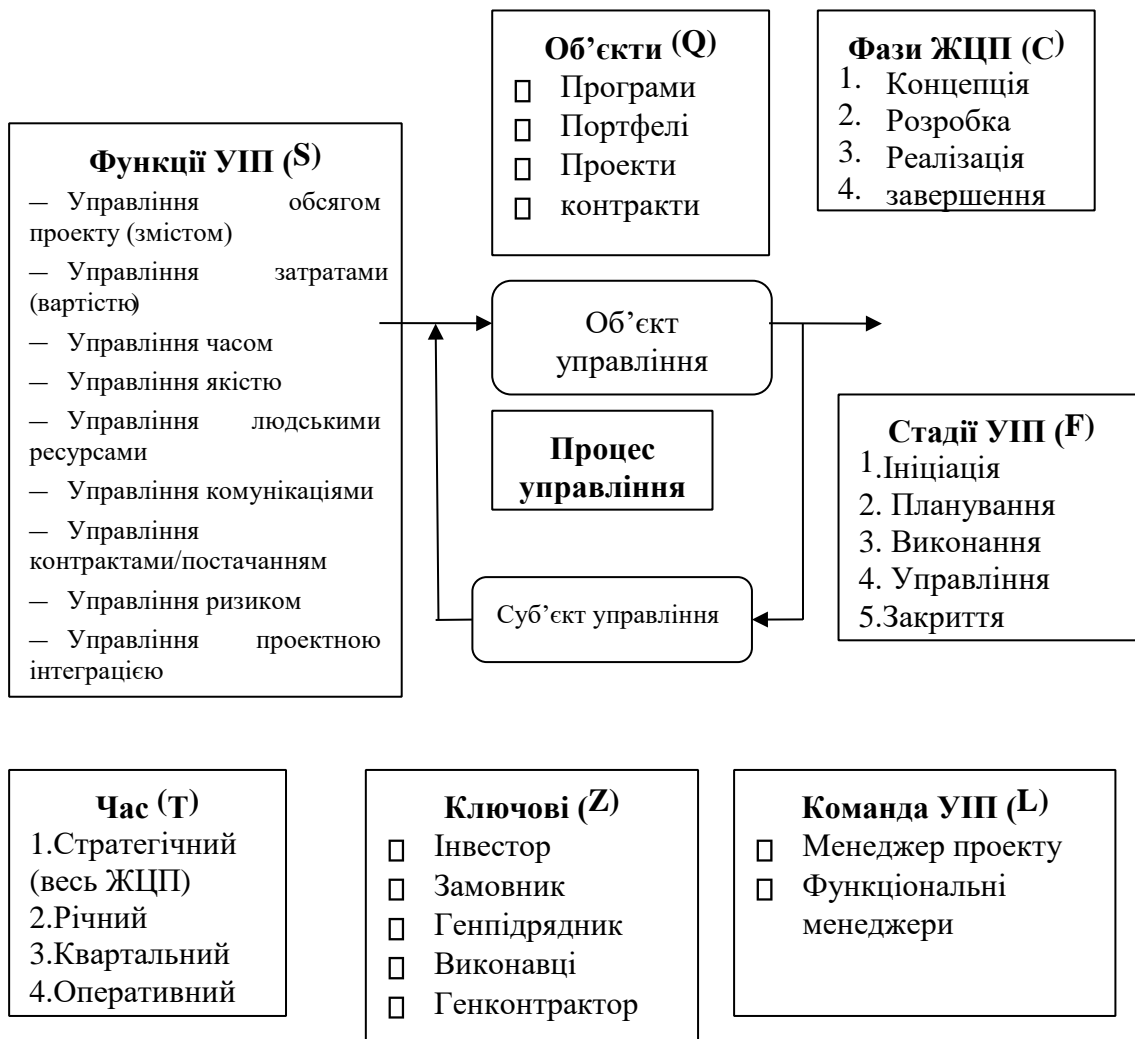 Об’єкти (Q)
Програми
Портфелі
Проекти
контракти
Фази ЖЦП (C)
1. Концепція
2. Розробка
3. Реалізація
4. завершення
Функції УІП (S)
— Управління обсягом
проекту (змістом)
— Управління затратами
(вартістю)
— Управління часом
— Управління якістю
— Управління людськими
ресурсами
— Управління комунікаціями
— Управління
контрактами/постачанням
— Управління ризиком
— Управління проектною
інтеграцією
Об’єкт
управління
Процес
управління
Суб’єкт управління
Стадії УІП (F)
1.Ініціація
2. Планування
3. Виконання
4. Управління
5.Закриття
Час (T)
1.Стратегічний
(весь ЖЦП)
2.Річний
3.Квартальний
4.Оперативний
Ключові (Z)
Інвестор
Замовник
Генпідрядник
Виконавці
Генконтрактор
Команда УІП (L)
Менеджер проекту
Функціональні
менеджери